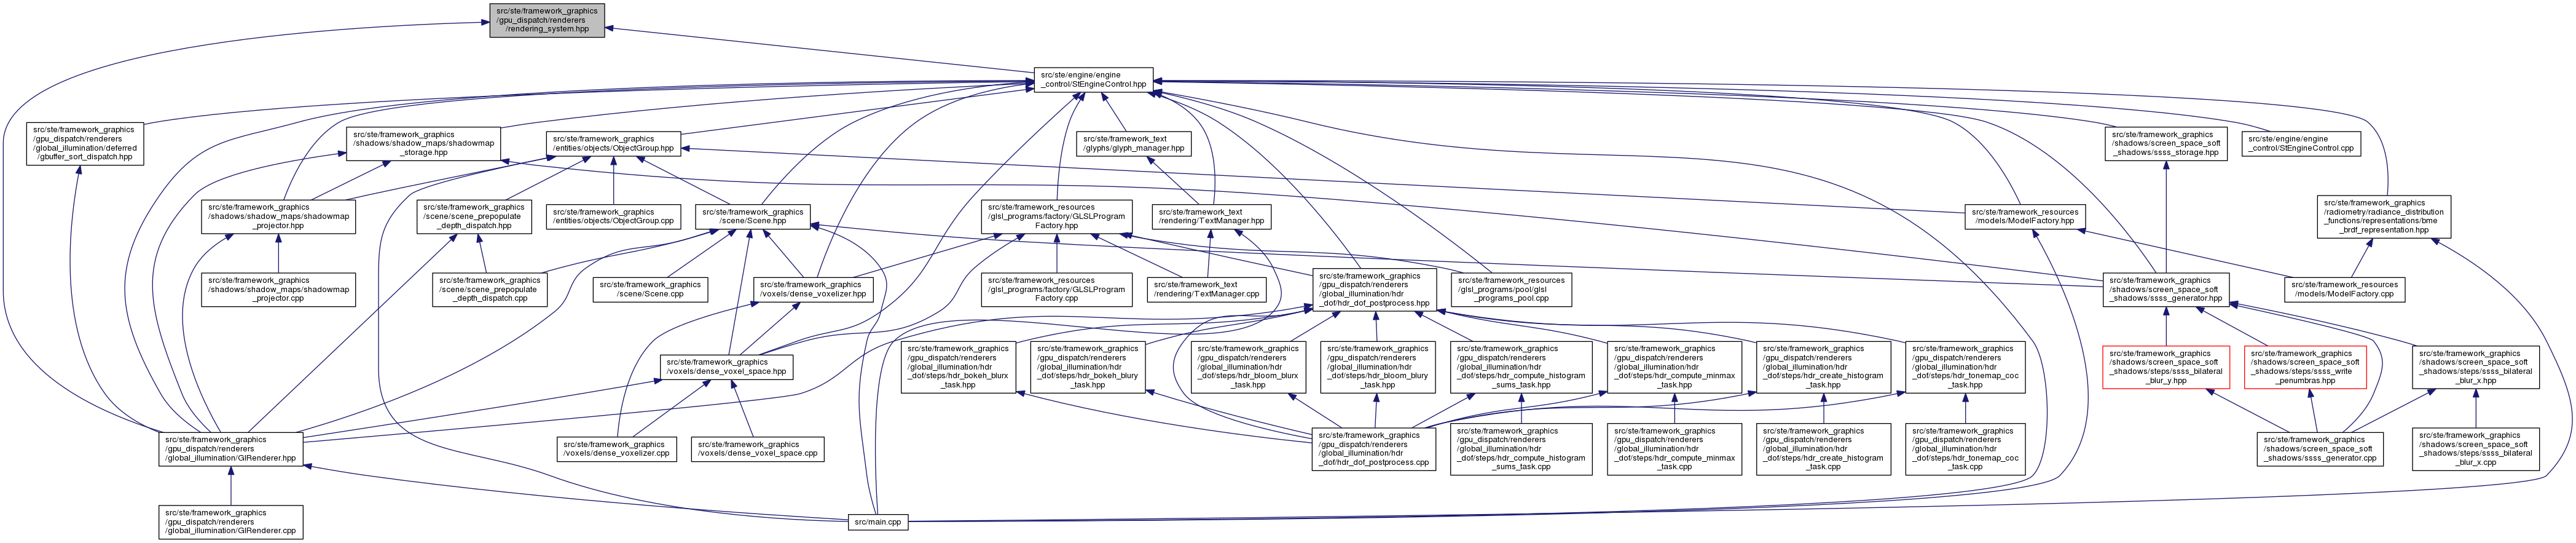 src/ste/framework_graphics
/gpu_dispatch/renderers
/rendering_system.hpp
src/ste/engine/engine
_control/StEngineControl.hpp
src/ste/framework_graphics
/gpu_dispatch/renderers
/global_illumination/deferred
/gbuffer_sort_dispatch.hpp
src/ste/framework_graphics
/shadows/shadow_maps/shadowmap
_storage.hpp
src/ste/framework_graphics
/entities/objects/ObjectGroup.hpp
src/ste/framework_text
/glyphs/glyph_manager.hpp
src/ste/framework_graphics
/shadows/screen_space_soft
_shadows/ssss_storage.hpp
src/ste/engine/engine
_control/StEngineControl.cpp
src/ste/framework_graphics
/shadows/shadow_maps/shadowmap
_projector.hpp
src/ste/framework_graphics
/scene/scene_prepopulate
_depth_dispatch.hpp
src/ste/framework_graphics
/entities/objects/ObjectGroup.cpp
src/ste/framework_graphics
/scene/Scene.hpp
src/ste/framework_resources
/glsl_programs/factory/GLSLProgram
Factory.hpp
src/ste/framework_text
/rendering/TextManager.hpp
src/ste/framework_resources
/models/ModelFactory.hpp
src/ste/framework_graphics
/radiometry/radiance_distribution
_functions/representations/bme
_brdf_representation.hpp
src/ste/framework_graphics
/shadows/shadow_maps/shadowmap
_projector.cpp
src/ste/framework_graphics
/scene/scene_prepopulate
_depth_dispatch.cpp
src/ste/framework_graphics
/scene/Scene.cpp
src/ste/framework_graphics
/voxels/dense_voxelizer.hpp
src/ste/framework_resources
/glsl_programs/factory/GLSLProgram
Factory.cpp
src/ste/framework_text
/rendering/TextManager.cpp
src/ste/framework_graphics
/gpu_dispatch/renderers
/global_illumination/hdr
_dof/hdr_dof_postprocess.hpp
src/ste/framework_resources
/glsl_programs/pool/glsl
_programs_pool.cpp
src/ste/framework_graphics
/shadows/screen_space_soft
_shadows/ssss_generator.hpp
src/ste/framework_resources
/models/ModelFactory.cpp
src/ste/framework_graphics
/voxels/dense_voxel_space.hpp
src/ste/framework_graphics
/gpu_dispatch/renderers
/global_illumination/hdr
_dof/steps/hdr_bokeh_blurx
_task.hpp
src/ste/framework_graphics
/gpu_dispatch/renderers
/global_illumination/hdr
_dof/steps/hdr_bokeh_blury
_task.hpp
src/ste/framework_graphics
/gpu_dispatch/renderers
/global_illumination/hdr
_dof/steps/hdr_bloom_blurx
_task.hpp
src/ste/framework_graphics
/gpu_dispatch/renderers
/global_illumination/hdr
_dof/steps/hdr_bloom_blury
_task.hpp
src/ste/framework_graphics
/gpu_dispatch/renderers
/global_illumination/hdr
_dof/steps/hdr_compute_histogram
_sums_task.hpp
src/ste/framework_graphics
/gpu_dispatch/renderers
/global_illumination/hdr
_dof/steps/hdr_compute_minmax
_task.hpp
src/ste/framework_graphics
/gpu_dispatch/renderers
/global_illumination/hdr
_dof/steps/hdr_create_histogram
_task.hpp
src/ste/framework_graphics
/gpu_dispatch/renderers
/global_illumination/hdr
_dof/steps/hdr_tonemap_coc
_task.hpp
src/ste/framework_graphics
/shadows/screen_space_soft
_shadows/steps/ssss_bilateral
_blur_y.hpp
src/ste/framework_graphics
/shadows/screen_space_soft
_shadows/steps/ssss_write
_penumbras.hpp
src/ste/framework_graphics
/shadows/screen_space_soft
_shadows/steps/ssss_bilateral
_blur_x.hpp
src/ste/framework_graphics
/gpu_dispatch/renderers
/global_illumination/GIRenderer.hpp
src/ste/framework_graphics
/voxels/dense_voxelizer.cpp
src/ste/framework_graphics
/voxels/dense_voxel_space.cpp
src/ste/framework_graphics
/gpu_dispatch/renderers
/global_illumination/hdr
_dof/hdr_dof_postprocess.cpp
src/ste/framework_graphics
/gpu_dispatch/renderers
/global_illumination/hdr
_dof/steps/hdr_compute_histogram
_sums_task.cpp
src/ste/framework_graphics
/gpu_dispatch/renderers
/global_illumination/hdr
_dof/steps/hdr_compute_minmax
_task.cpp
src/ste/framework_graphics
/gpu_dispatch/renderers
/global_illumination/hdr
_dof/steps/hdr_create_histogram
_task.cpp
src/ste/framework_graphics
/gpu_dispatch/renderers
/global_illumination/hdr
_dof/steps/hdr_tonemap_coc
_task.cpp
src/ste/framework_graphics
/shadows/screen_space_soft
_shadows/ssss_generator.cpp
src/ste/framework_graphics
/shadows/screen_space_soft
_shadows/steps/ssss_bilateral
_blur_x.cpp
src/ste/framework_graphics
/gpu_dispatch/renderers
/global_illumination/GIRenderer.cpp
src/main.cpp